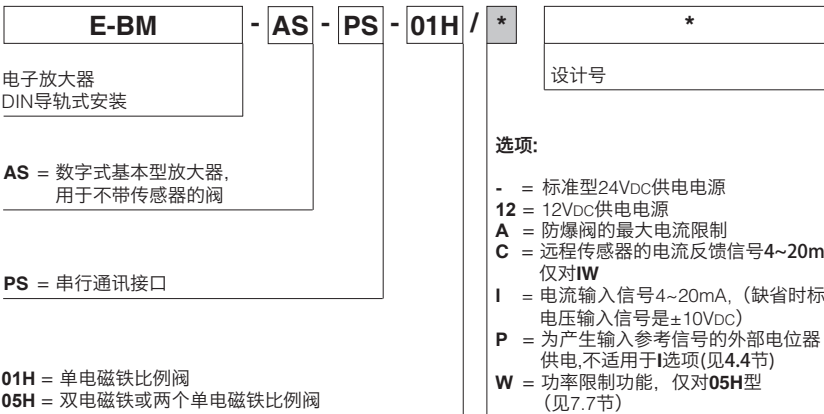 E-BM - AS - PS - 01H / * *
电子放大器
DIN导轨式安装
设计号
AS = 数字式基本型放大器,
用于不带传感器的阀
PS = 串行通讯接口
01H = 单电磁铁比例阀
05H = 双电磁铁或两个单电磁铁比例阀
选项:
- = 标准型24VDC供电电源
12 = 12VDC供电电源
A = 防爆阀的最大电流限制
C = 远程传感器的电流反馈信号4~20m
仅对IW
I = 电流输入信号4~20mA,（缺省时标
电压输入信号是±10VDC）
P = 为产生输入参考信号的外部电位器
供电,不适用于I选项(见4.4节)
W = 功率限制功能，仅对05H型
（见7.7节）